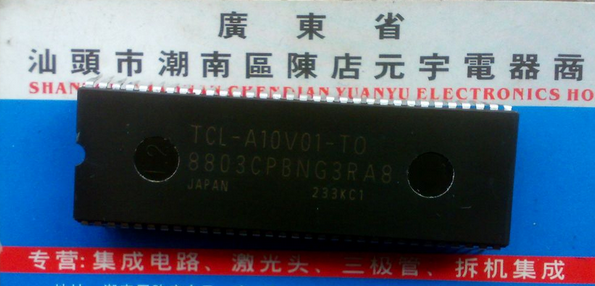 廣東省
汕頭市潮南區陳店元宇電器商
CHENDIAN YUANYU ELECTRONICS HO
TCL-A10V01-TO
8803CPBNG3RA8
JAPAN 233KC1
专营:集成电路、激光头、三极管、拆机集成